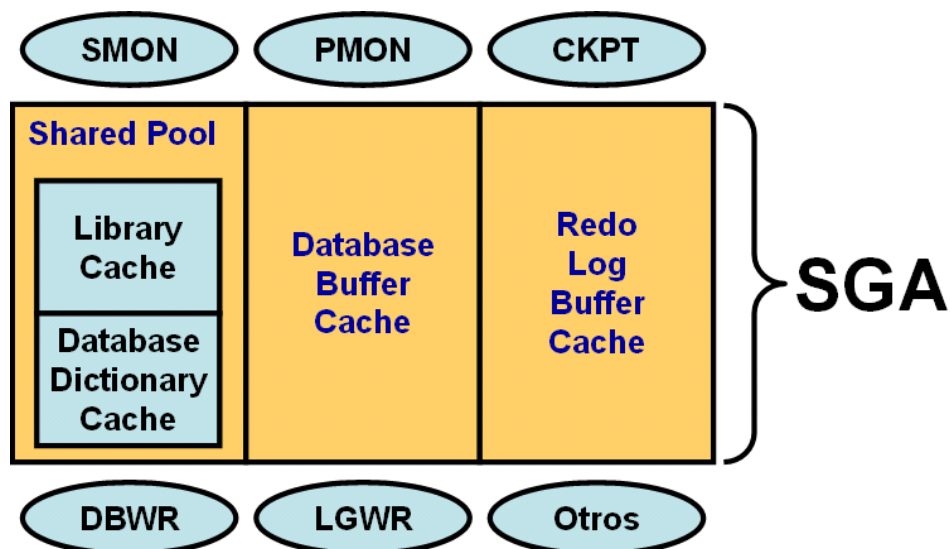 SMON
PMON
CKPT
Shared Pool
Library
Cache
Database
Dictionary
Cache
Database
Buffer
Cache
Redo
Log
Buffer
Cache
SGA
DBWR
LGWR
Otros